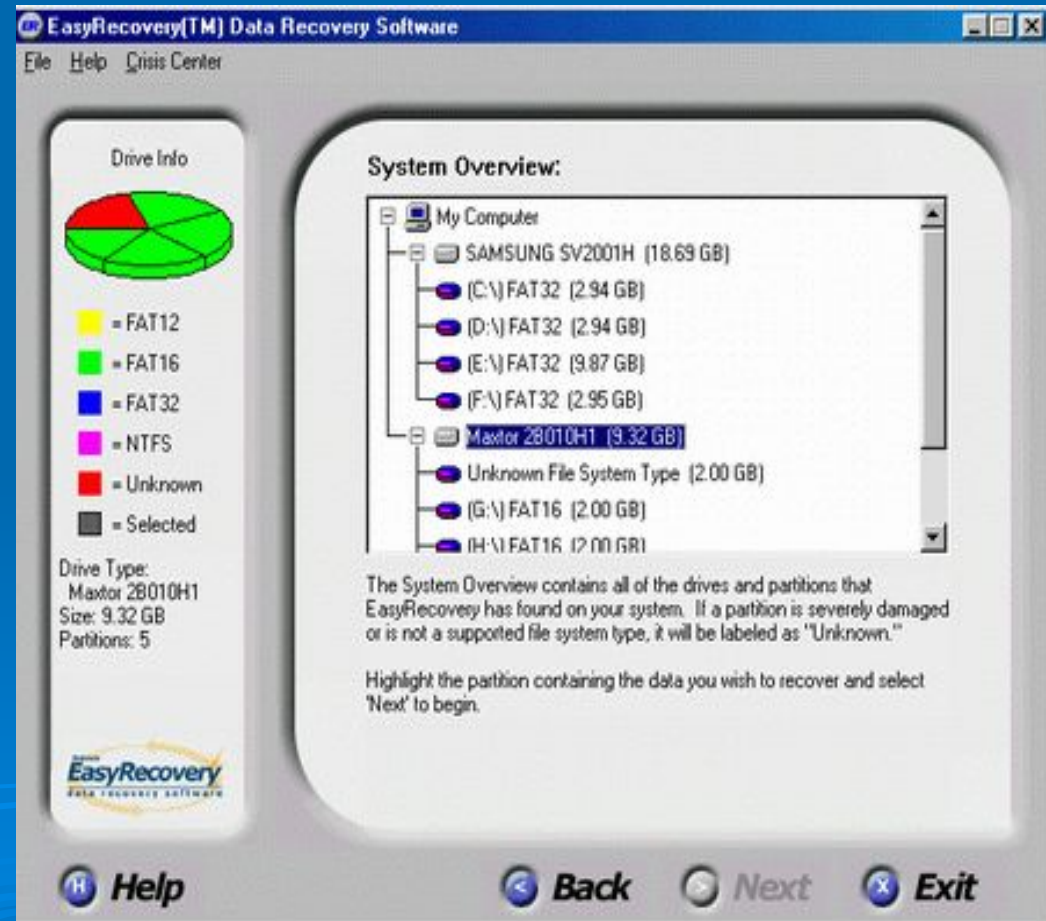 EasyRecovery(TM) Data Recovery Software
File Help Crisis Center
Drive Info
= FAT12
= FAT16
= FAT32
= NTFS
= Unknown
= Selected
Drive Type:
Maxtor 2B010H1
Size: 9.32 GB
Partitions: 5
EasyRecovery
data recovery software
System Overview:
My Computer
SAMSUNG SV2001H (18.69 GB)
(C:\) FAT32 (2.94 GB)
(D:\) FAT32 (2.94 GB)
(E:\) FAT32 (9.87 GB)
(F:\) FAT32 (2.95 GB)
Maxtor 2B010H1 (9.32 GB)
Unknown File System Type (2.00 GB)
(G:\) FAT16 (2.00 GB)
(H:\) FAT16 (2.00 GB)
The System Overview contains all of the drives and partitions that
EasyRecovery has found on your system. If a partition is severely damaged
or is not a supported file system type, it will be labeled as "Unknown."
Highlight the partition containing the data you wish to recover and select
'Next' to begin.
Help
Back
Next
Exit